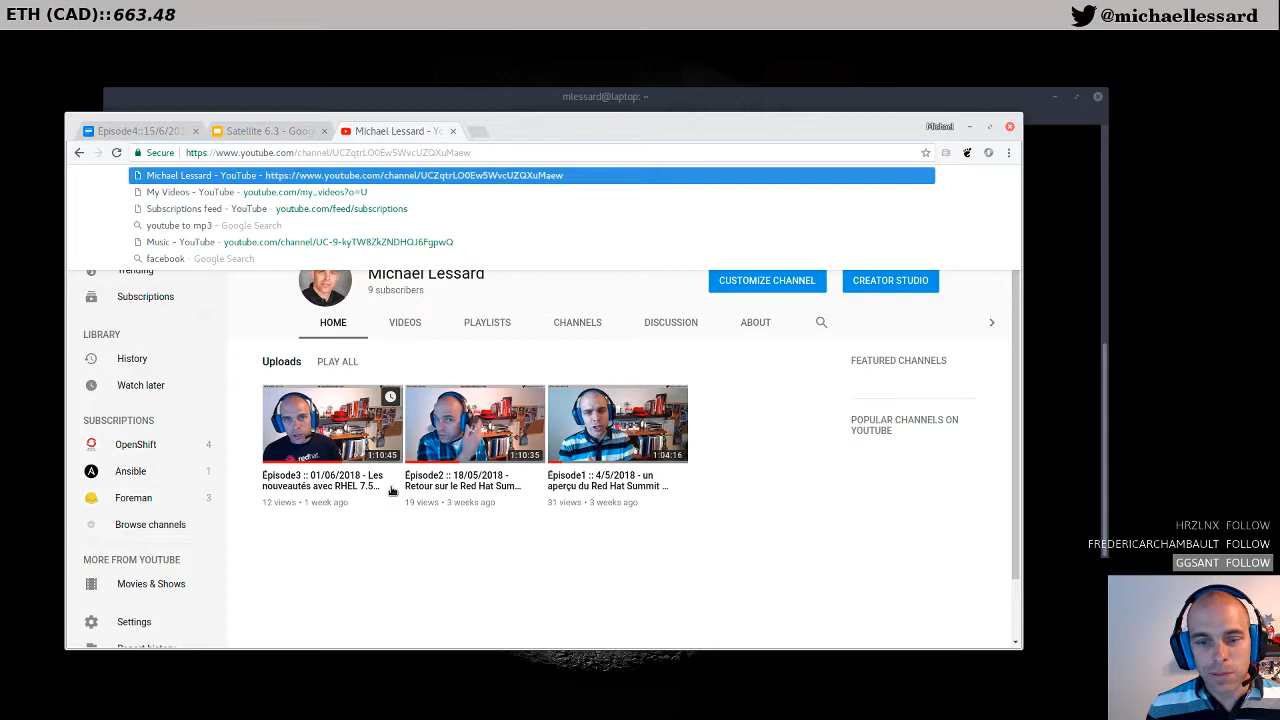 ETH (CAD)::663.48
@michaellessard
mlessard@laptop: ~
Episode4::15/6/201
Satellite 6.3 - Goog
Michael Lessard - Yo
Michael
Secure
https://www.youtube.com/channel/UCZqtrLO0Ew5WvcUZQXuMaew
Michael Lessard - YouTube - https://www.youtube.com/channel/UCZqtrLO0Ew5WvcUZQXuMaew
My Videos - YouTube - youtube.com/my_videos?o=U
Subscriptions feed - YouTube - youtube.com/feed/subscriptions
youtube to mp3 - Google Search
Music - YouTube - youtube.com/channel/UC-9-kyTW8ZkZNDHQJ6FgpwQ
facebook - Google Search
Trending
Subscriptions
LIBRARY
History
Watch later
SUBSCRIPTIONS
OpenShift 4
Ansible 1
Foreman 3
Browse channels
MORE FROM YOUTUBE
Movies & Shows
Settings
Michael Lessard
9 subscribers
CUSTOMIZE CHANNEL
CREATOR STUDIO
HOME VIDEOS PLAYLISTS CHANNELS DISCUSSION ABOUT
Uploads PLAY ALL
1:10:45
1:10:35
1:04:16
Épisode3 :: 01/06/2018 - Les
nouveautés avec RHEL 7.5...
12 views • 1 week ago
Épisode2 :: 18/05/2018 -
Retour sur le Red Hat Sum...
19 views • 3 weeks ago
Épisode1 :: 4/5/2018 - un
aperçu du Red Hat Summit ...
31 views • 3 weeks ago
FEATURED CHANNELS
POPULAR CHANNELS ON
YOUTUBE
HRZLNX FOLLOW
FREDERICARCHAMBAULT FOLLOW
GGSANT FOLLOW